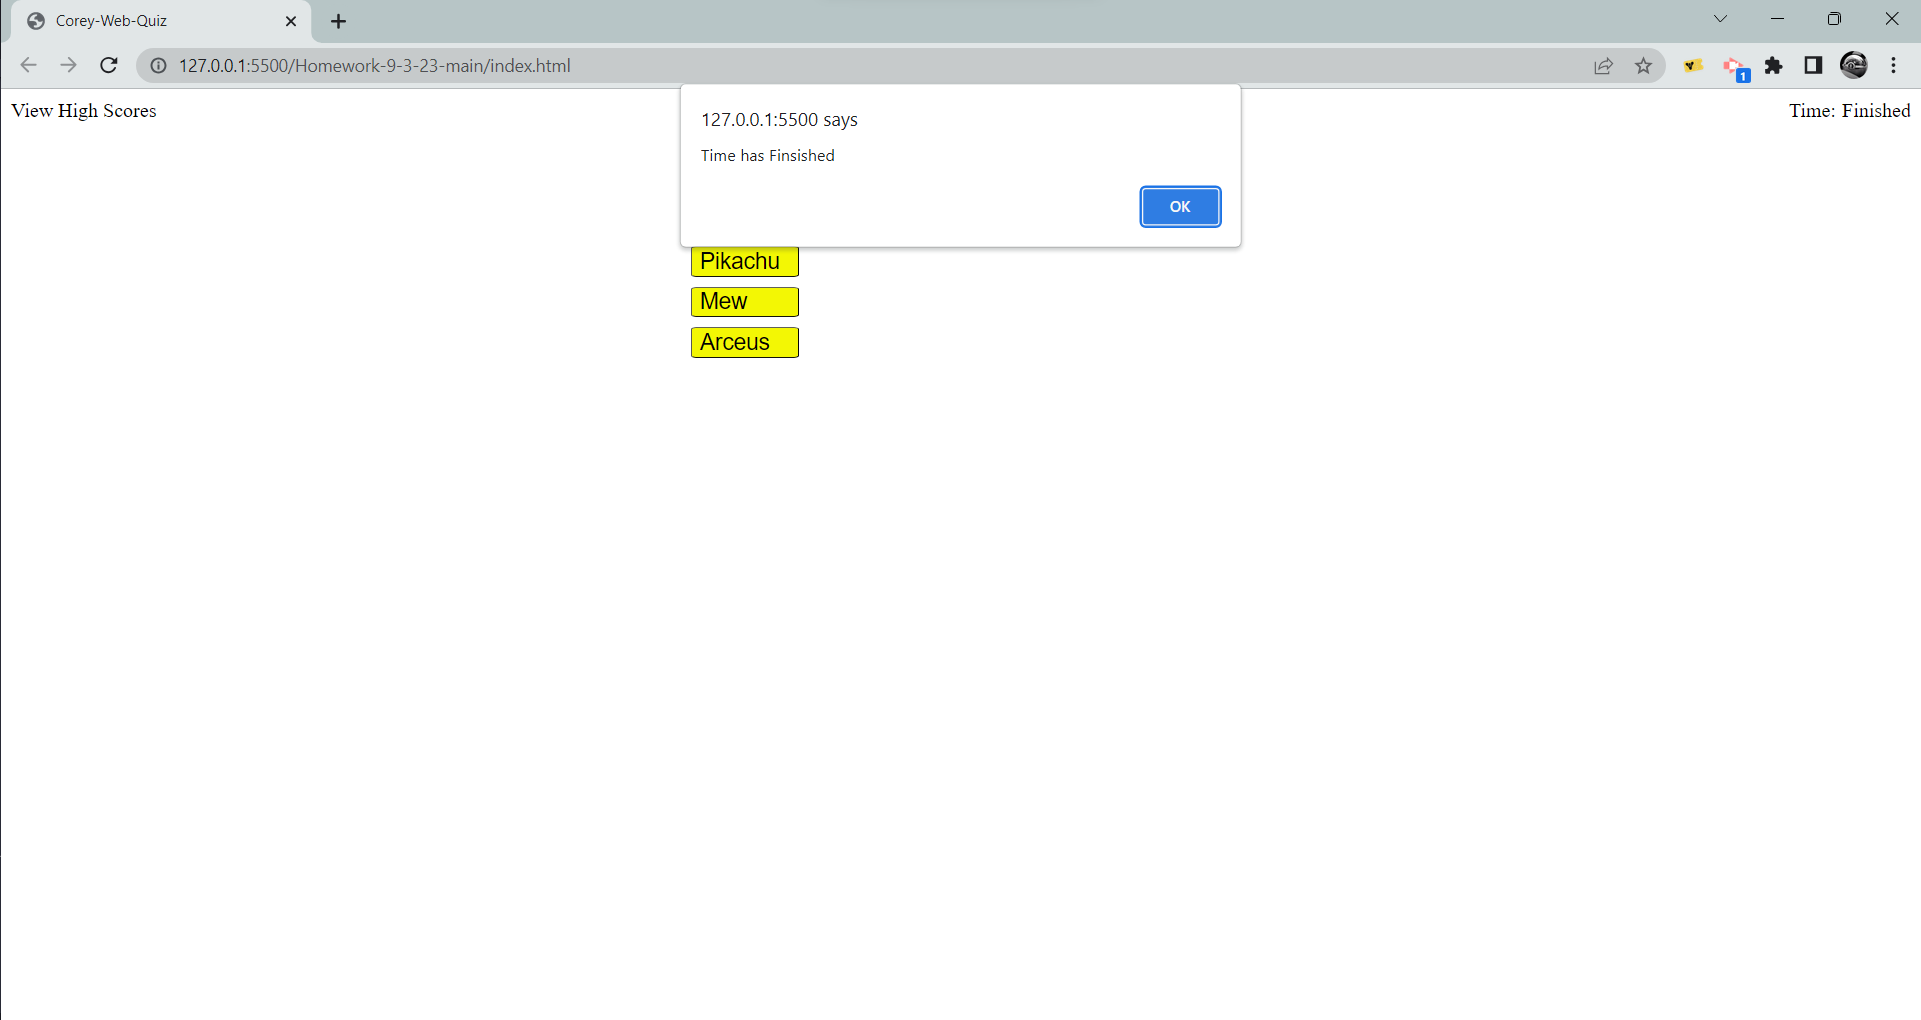 Corey-Web-Quiz
127.0.0.1:5500/Homework-9-3-23-main/index.html
1
View High Scores
Time: Finished
127.0.0.1:5500 says
Time has Finsished
OK
Pikachu
Mew
Arceus